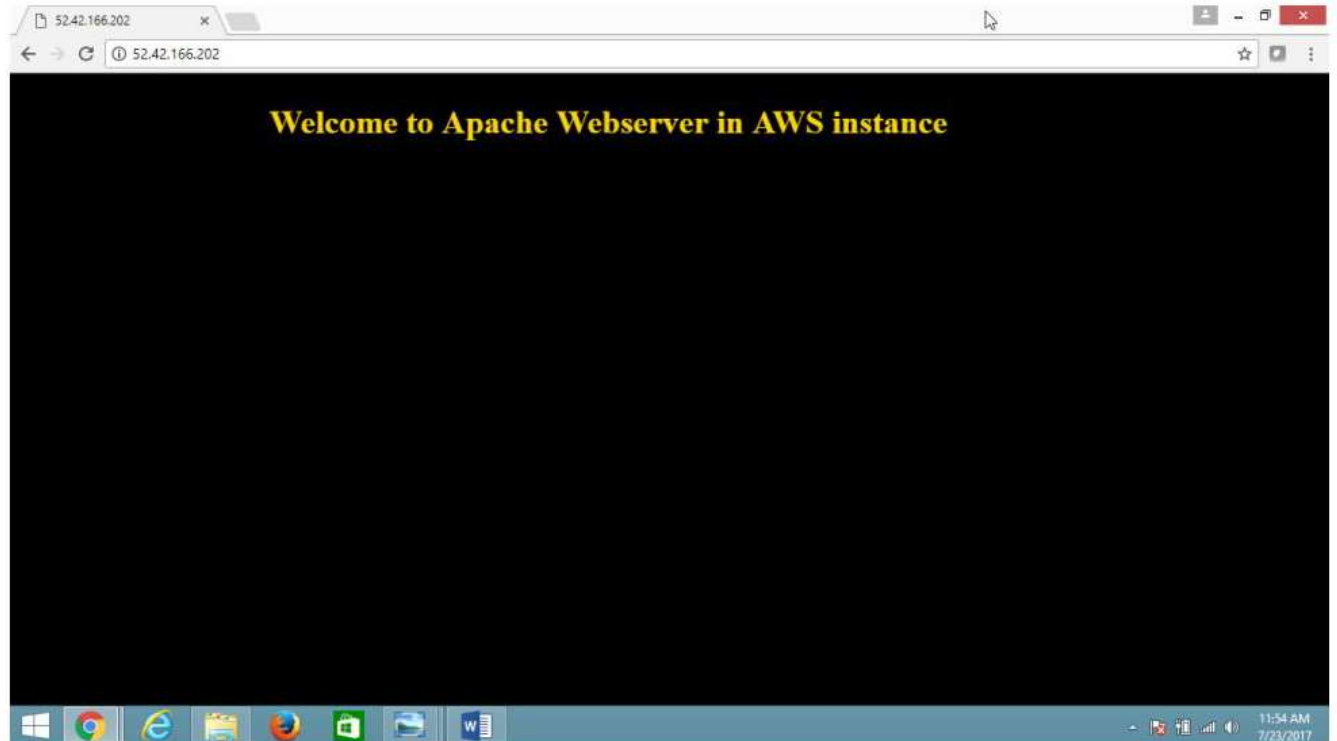 52.42.166.202
52.42.166.202
Welcome to Apache Webserver in AWS instance
11:54 AM
7/23/2017